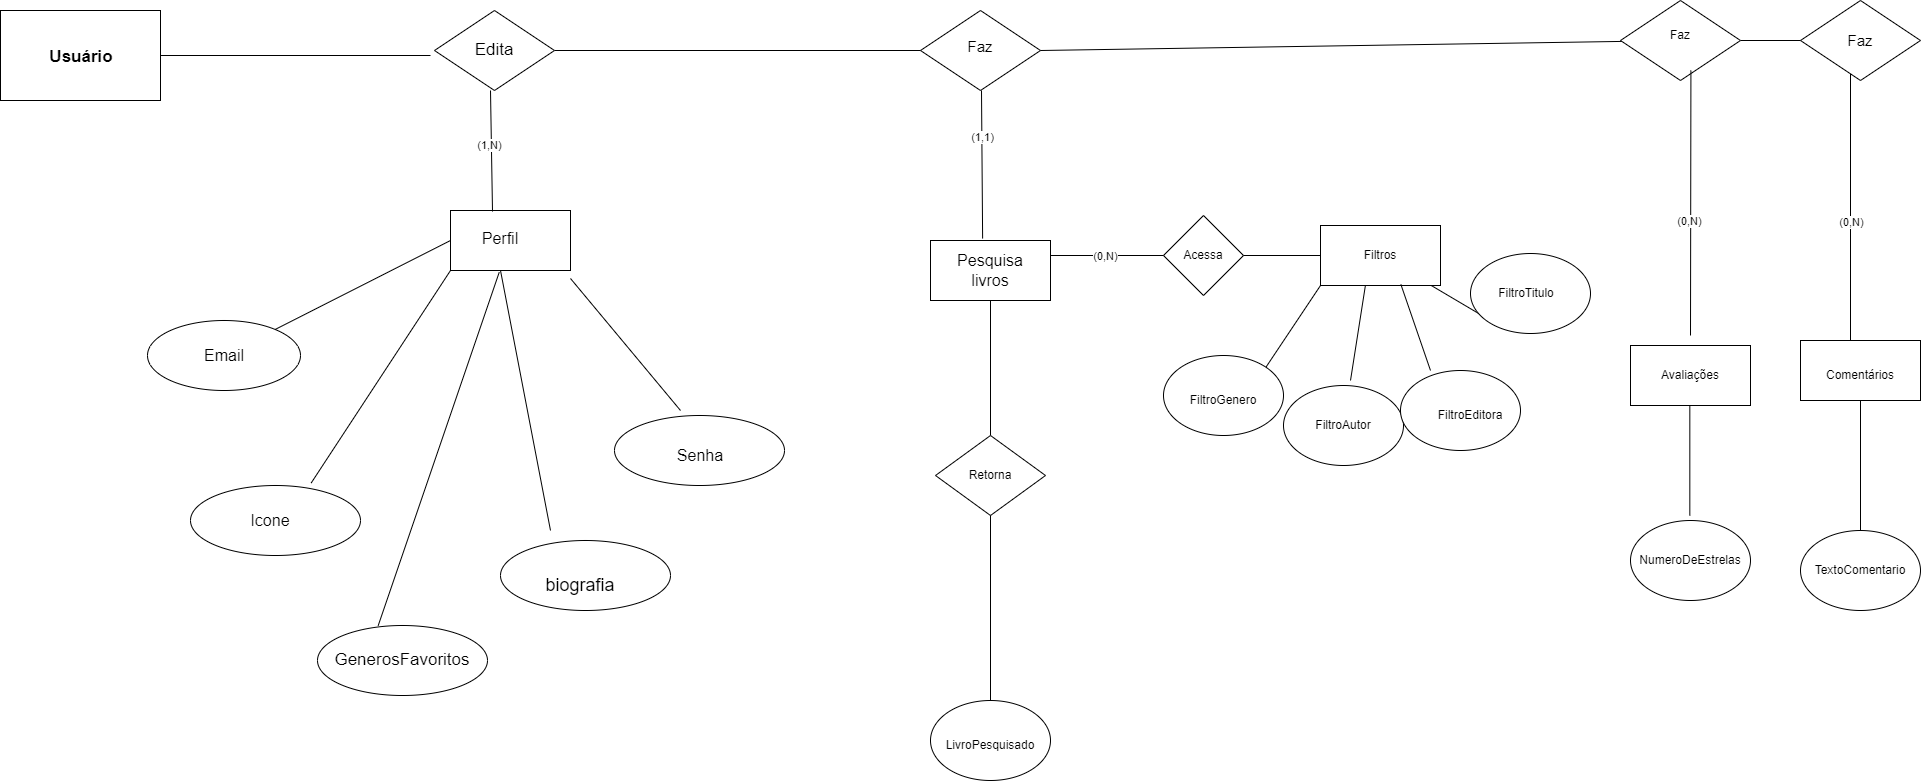 Usuário
Edita
Faz
Faz
Faz
(1,N)
(1,1)
(0,N)
(0,N)
Perfil
Pesquisa
livros
(0,N)
Acessa
Filtros
FiltroTitulo
Email
FiltroGenero
FiltroAutor
FiltroEditora
Avaliações
Comentários
Senha
Retorna
Icone
biografia
NumeroDeEstrelas
TextoComentario
GenerosFavoritos
LivroPesquisado